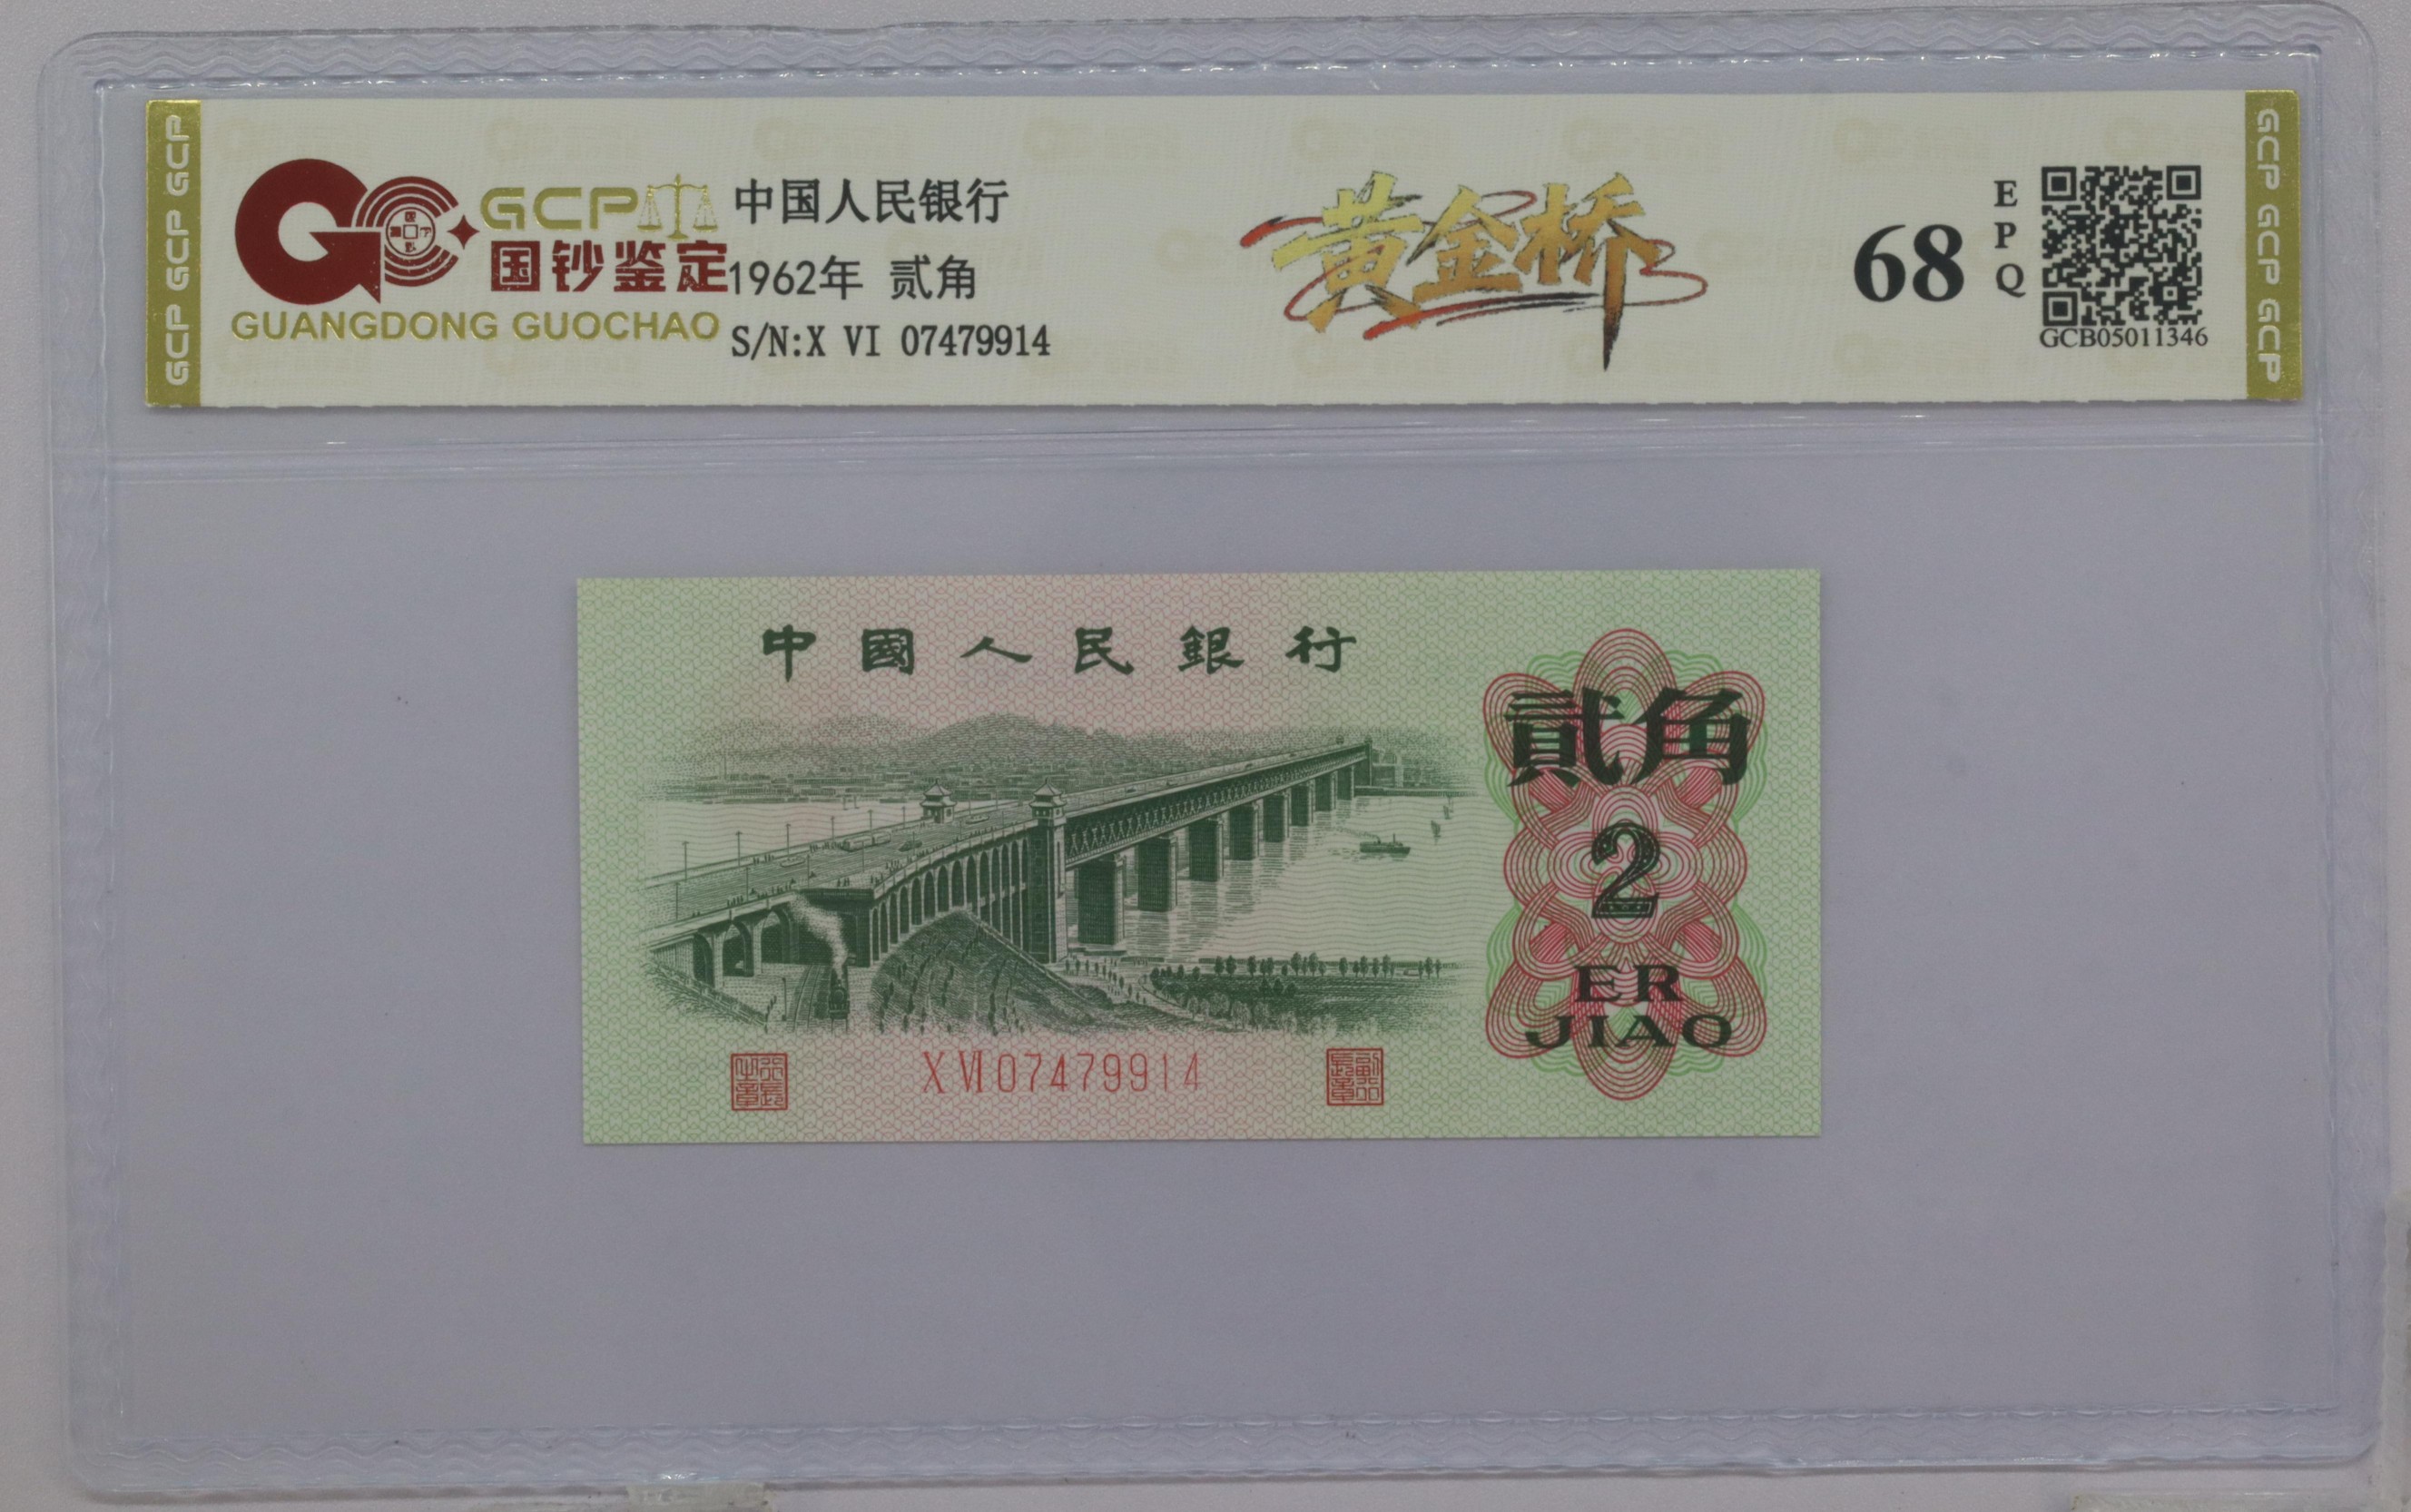 GCP GCP GCP
GCP
国钞鉴定
GUANGDONG GUOCHAO
中国人民银行
1962年 贰角
S/N:X VI 07479914
黄金桥
68
EPQ
GCB05011346
GCP GCP GCP
中國人民銀行
貳角
2
ER
JIAO
X VI 07479914